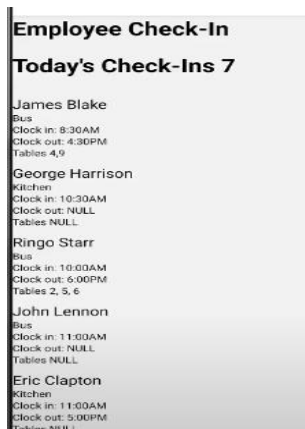 Employee Check-In
Today's Check-Ins 7
James Blake
Bus
Clock in: 8:30AM
Clock out: 4:30PM
Tables 4,9
George Harrison
Kitchen
Clock in: 10:30AM
Clock out: NULL
Tables NULL
Ringo Starr
Bus
Clock in: 10:00AM
Clock out: 6:00PM
Tables 2, 5, 6
John Lennon
Bus
Clock in: 11:00AM
Clock out: NULL
Tables NULL
Eric Clapton
Kitchen
Clock in: 11:00AM
Clock out: 5:00PM
Tables NULL